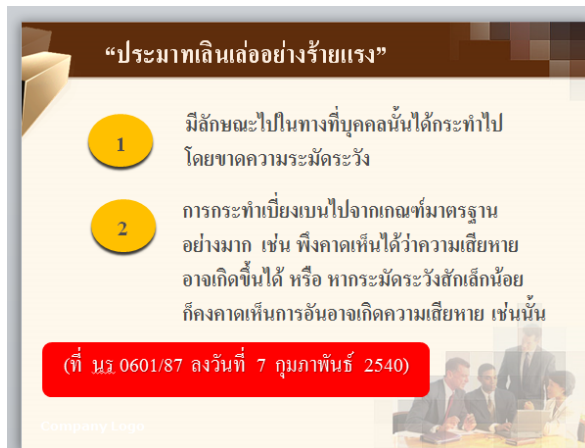 “ประมาทเลินเล่ออย่างร้ายแรง”
1
มีลักษณะไปในทางที่บุคคลนั้นได้กระทำไป
โดยขาดความระมัดระวัง
2
การกระทำเบี่ยงเบนไปจากเกณฑ์มาตรฐาน
อย่างมาก เช่น พึงคาดเห็นได้ว่าความเสียหาย
อาจเกิดขึ้นได้ หรือ หากระมัดระวังสักเล็กน้อย
ก็คงคาดเห็นการอันอาจเกิดความเสียหาย เช่นนั้น
(ที่ นร 0601/87 ลงวันที่ 7 กุมภาพันธ์ 2540)
Company Logo